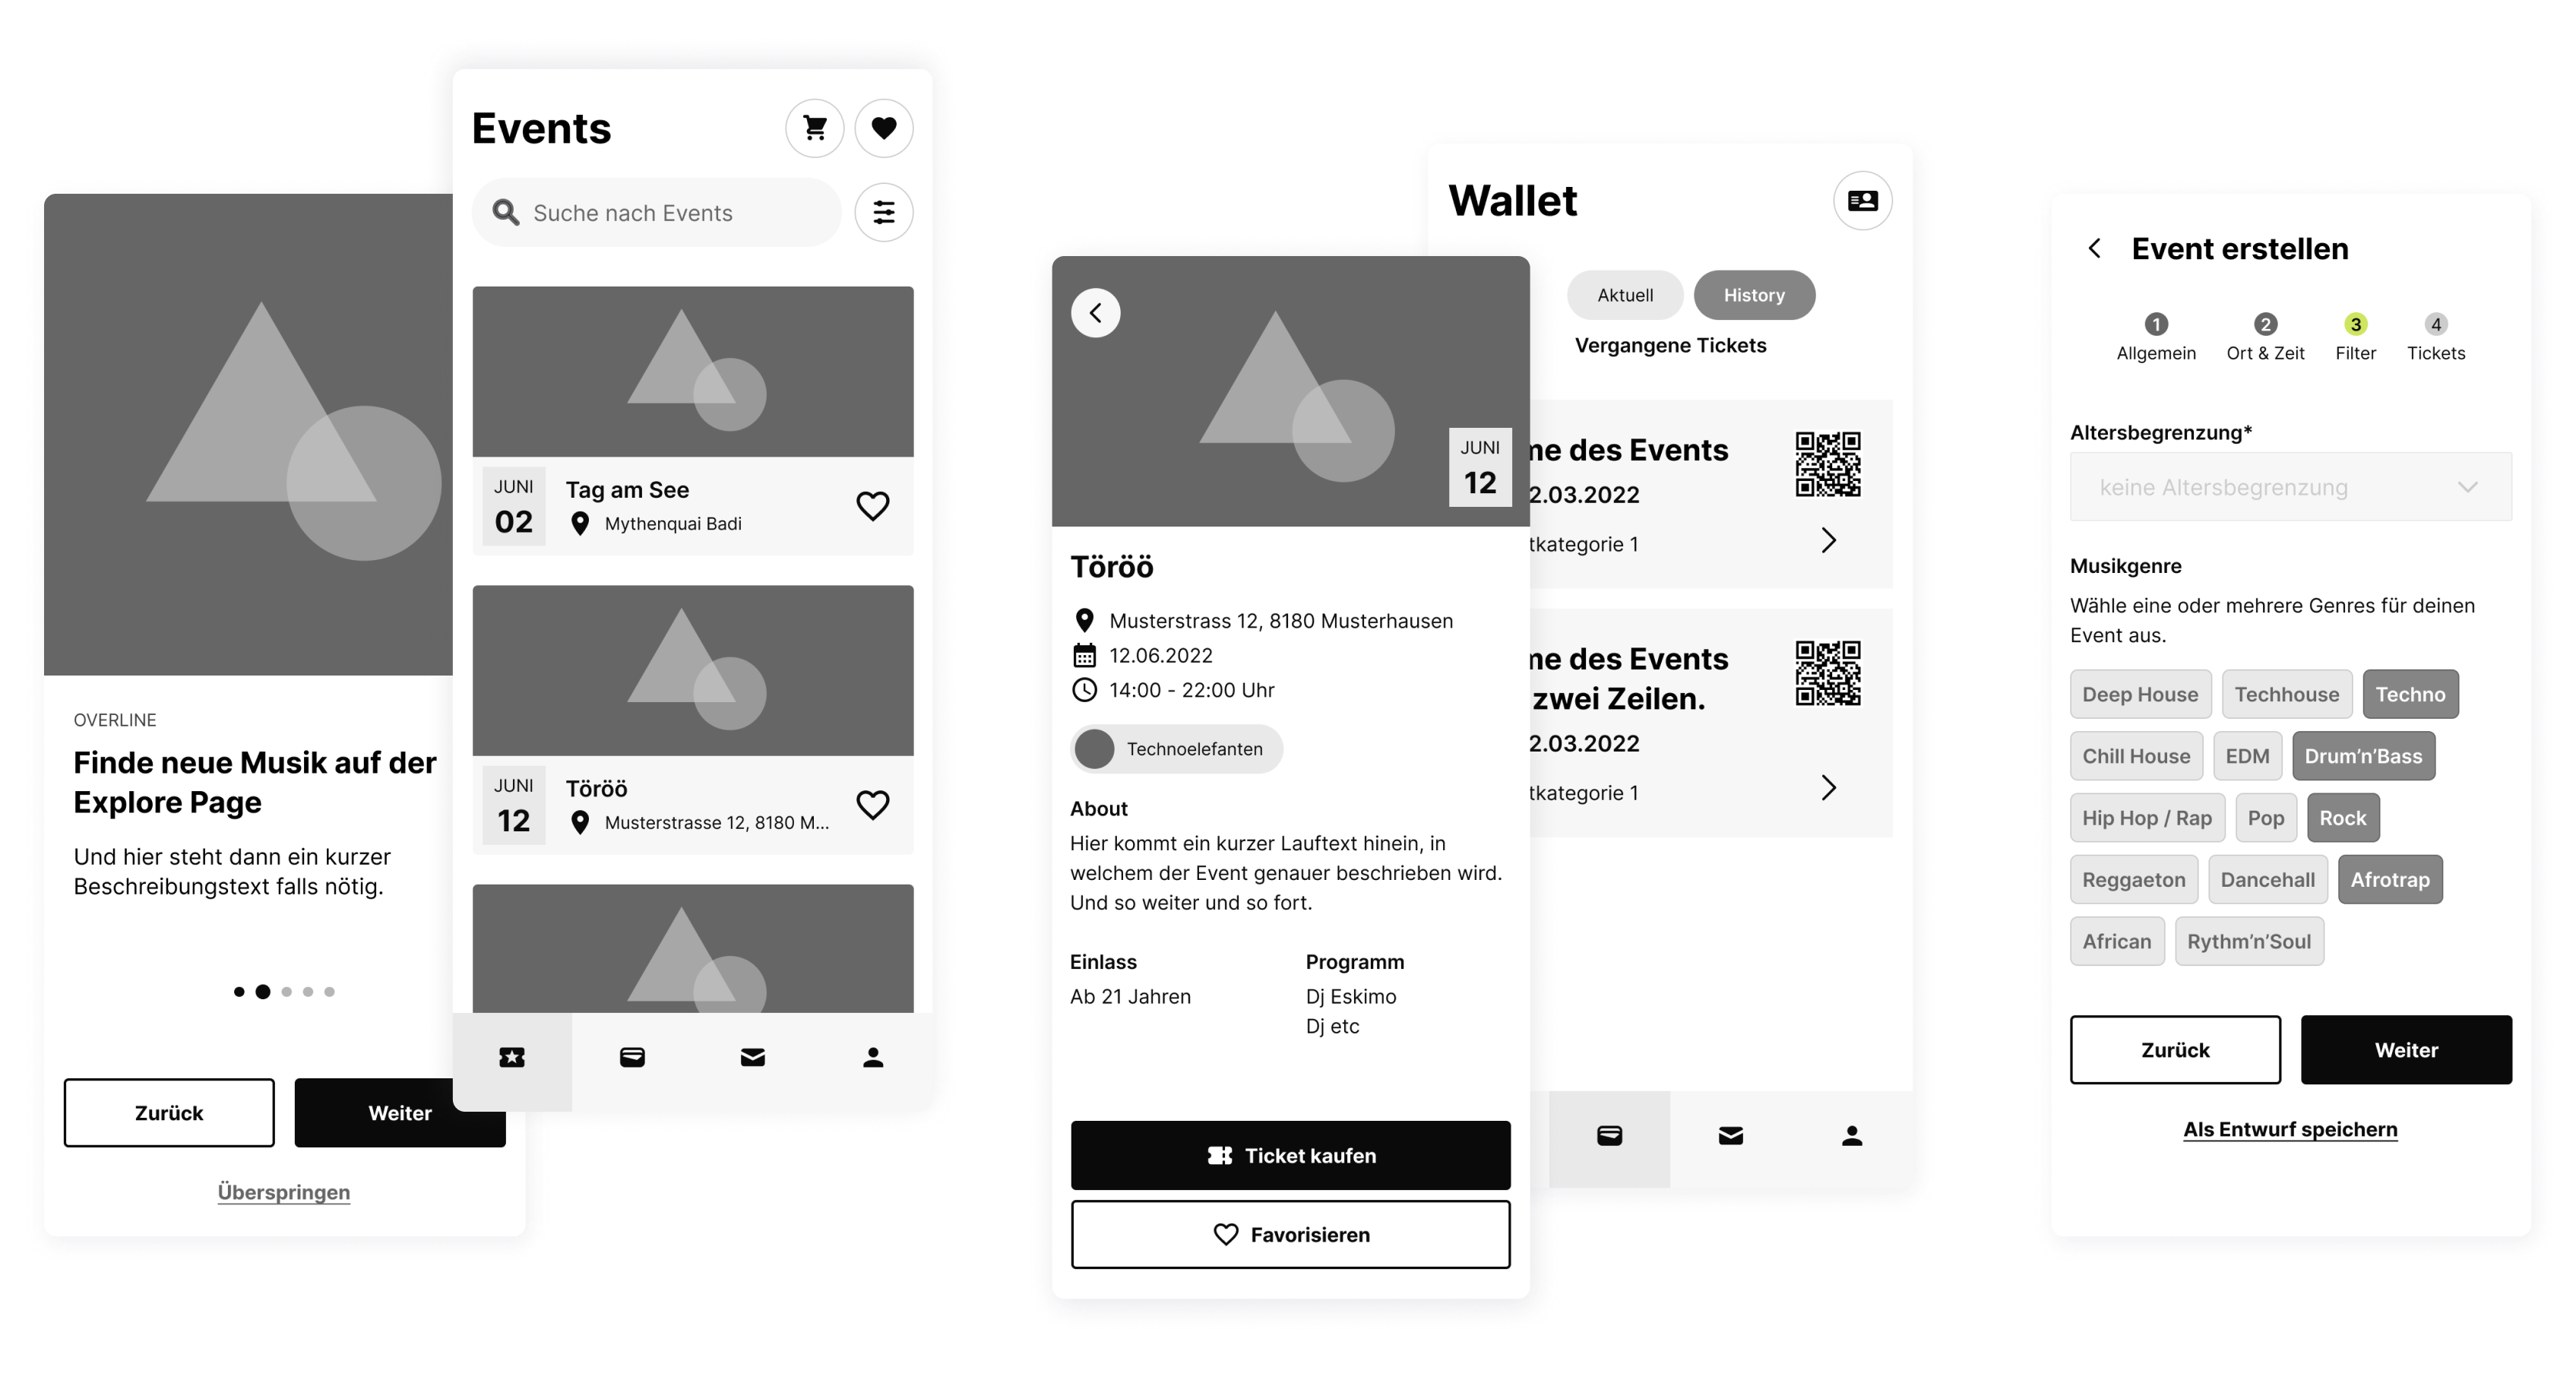 OVERLINE
Finde neue Musik auf der
Explore Page
Und hier steht dann ein kurzer
Beschreibungstext falls nötig.
Zurück
Weiter
Überspringen
Events
Suche nach Events
JUNI
02
Tag am See
Mythenquai Badi
JUNI
12
Töröö
Musterstrasse 12, 8180 M...
JUNI
12
Töröö
Musterstrass 12, 8180 Musterhausen
12.06.2022
14:00 - 22:00 Uhr
Technoelefanten
About
Hier kommt ein kurzer Lauftext hinein, in
welchem der Event genauer beschrieben wird.
Und so weiter und so fort.
Einlass
Ab 21 Jahren
Programm
Dj Eskimo
Dj etc
Ticket kaufen
Favorisieren
Wallet
Aktuell
History
Vergangene Tickets
me des Events
2.03.2022
tkategorie 1
me des Events
zwei Zeilen.
2.03.2022
tkategorie 1
Event erstellen
1 2 3 4
Allgemein Ort & Zeit Filter Tickets
Altersbegrenzung*
keine Altersbegrenzung
Musikgenre
Wähle eine oder mehrere Genres für deinen
Event aus.
Deep House Techhouse Techno
Chill House EDM Drum'n'Bass
Hip Hop / Rap Pop Rock
Reggaeton Dancehall Afrotrap
African Rythm'n'Soul
Zurück
Weiter
Als Entwurf speichern